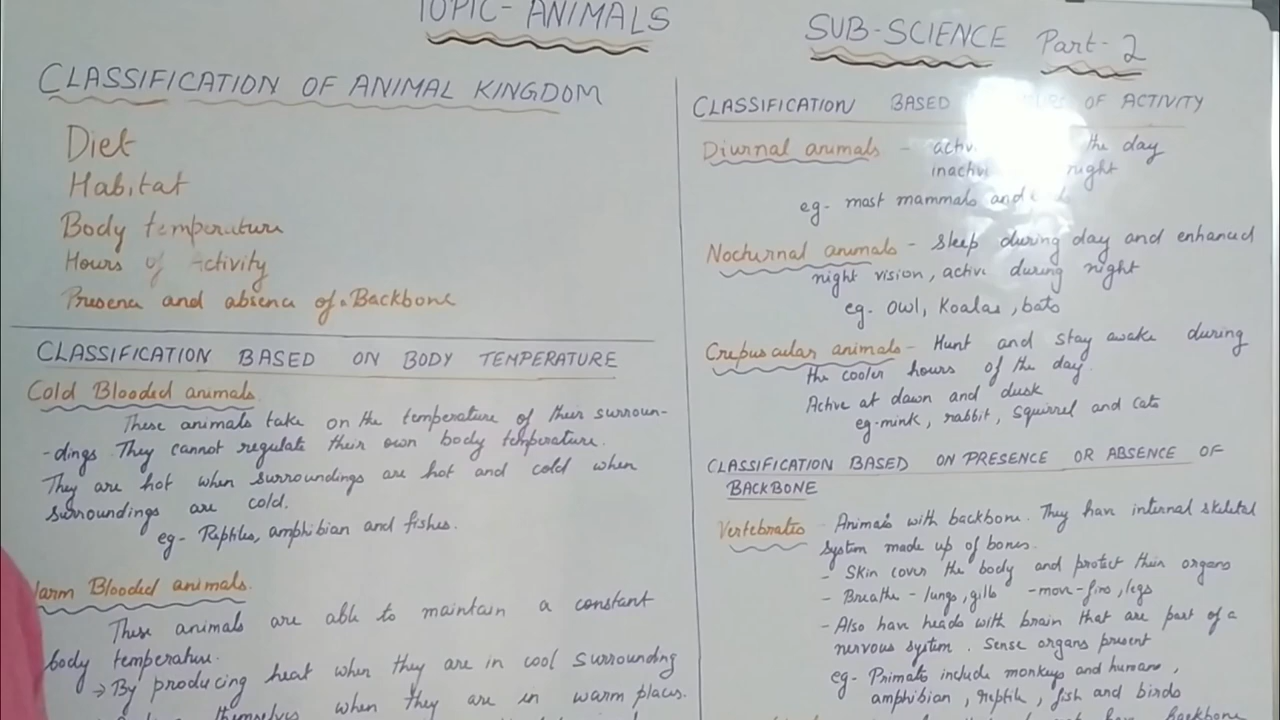 TOPIC- ANIMALS
SUB-SCIENCE Part-2
CLASSIFICATION OF ANIMAL KINGDOM
Diet
Habitat
Body temperature
Hours of Activity
Presence and absence of Backbone
CLASSIFICATION BASED ON BODY TEMPERATURE
Cold Blooded animals
These animals take on the temperature of their surroun-
-dings. They cannot regulate their own body temperature.
They are hot when surroundings are hot and cold when
surroundings are cold.
eg- Reptiles, amphibian and fishes.
Warm Blooded animals.
These animals are able to maintain a constant
body temperature.
→ By producing heat when they are in cool surrounding
themselves when they are in warm places.
CLASSIFICATION BASED OF ACTIVITY
Diurnal animals - the day
night
eg- most mammals and
Nocturnal animals - Sleep during day and enhanced
night vision, active during night
eg. Owl, Koalas, bats
Crepuscular animals - Hunt and stay awake during
the cooler hours of the day.
Active at dawn and dusk
eg- mink, rabbit, squirrel and cats
CLASSIFICATION BASED ON PRESENCE OR ABSENCE OF
BACKBONE
Vertebrates - Animals with backbone. They have internal skeletal
system made up of bones.
- Skin cover the body and protect their organs
- Breathe - lungs, gills - move - fins, legs
- Also have heads with brain that are part of a
nervous system. Sense organs present
eg- Primats include monkeys and humans,
amphibian, reptile, fish and birds
backbone